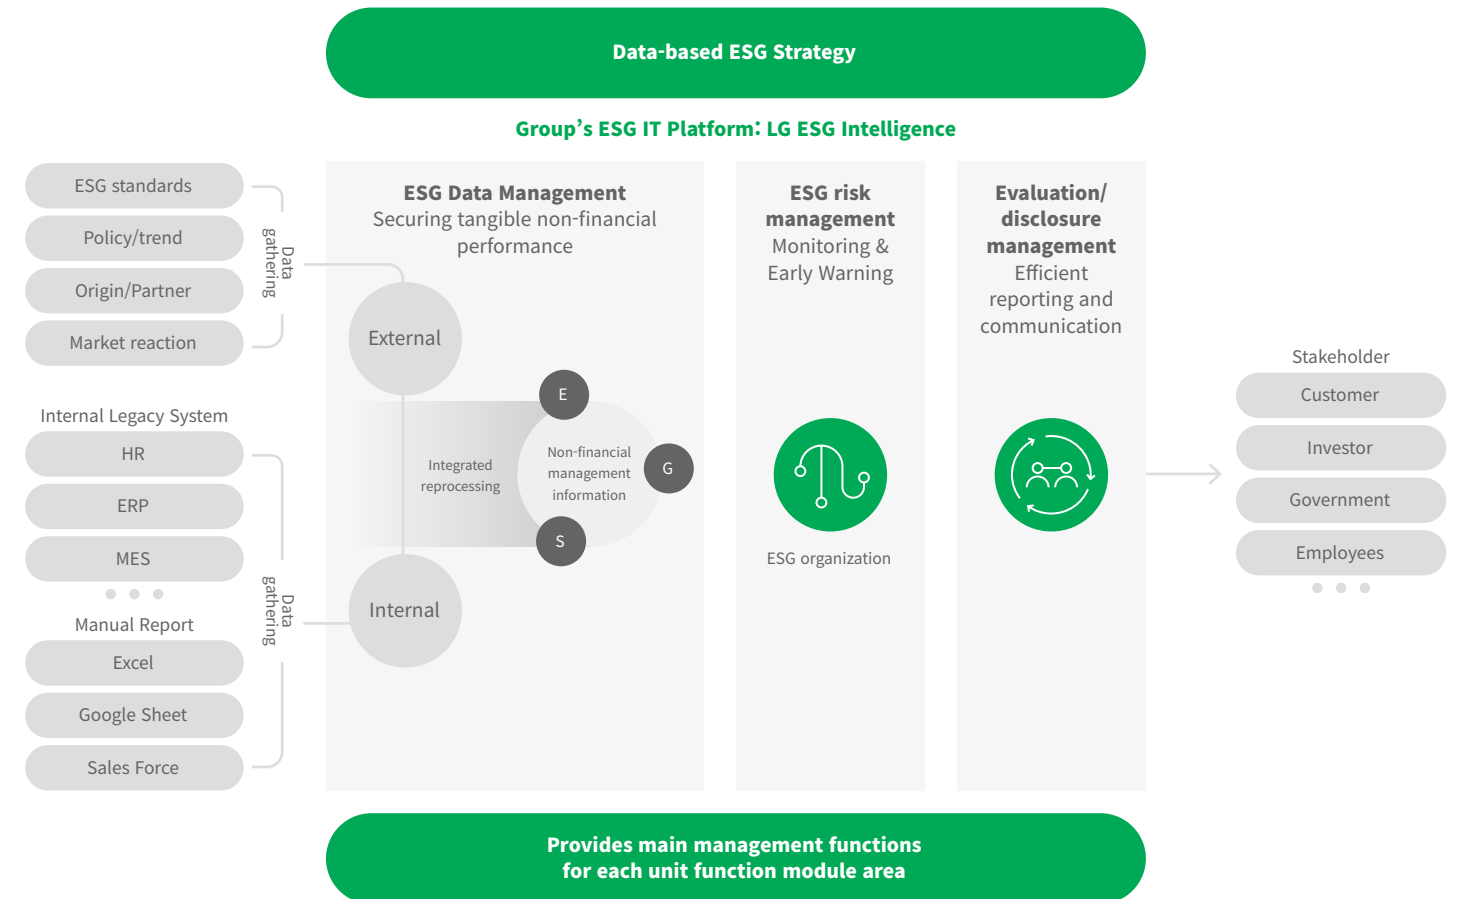 Data-based ESG Strategy
Group’s ESG IT Platform: LG ESG Intelligence
ESG standards
Policy/trend
Origin/Partner
Market reaction
Data
gathering
Internal Legacy System
HR
ERP
MES
Manual Report
Excel
Google Sheet
Sales Force
Data
gathering
ESG Data Management
Securing tangible non-financial
performance
External
Integrated
reprocessing
Non-financial
management
information
E
G
S
Internal
ESG risk
management
Monitoring &
Early Warning
ESG organization
Evaluation/
disclosure
management
Efficient
reporting and
communication
Stakeholder
Customer
Investor
Government
Employees
Provides main management functions
for each unit function module area